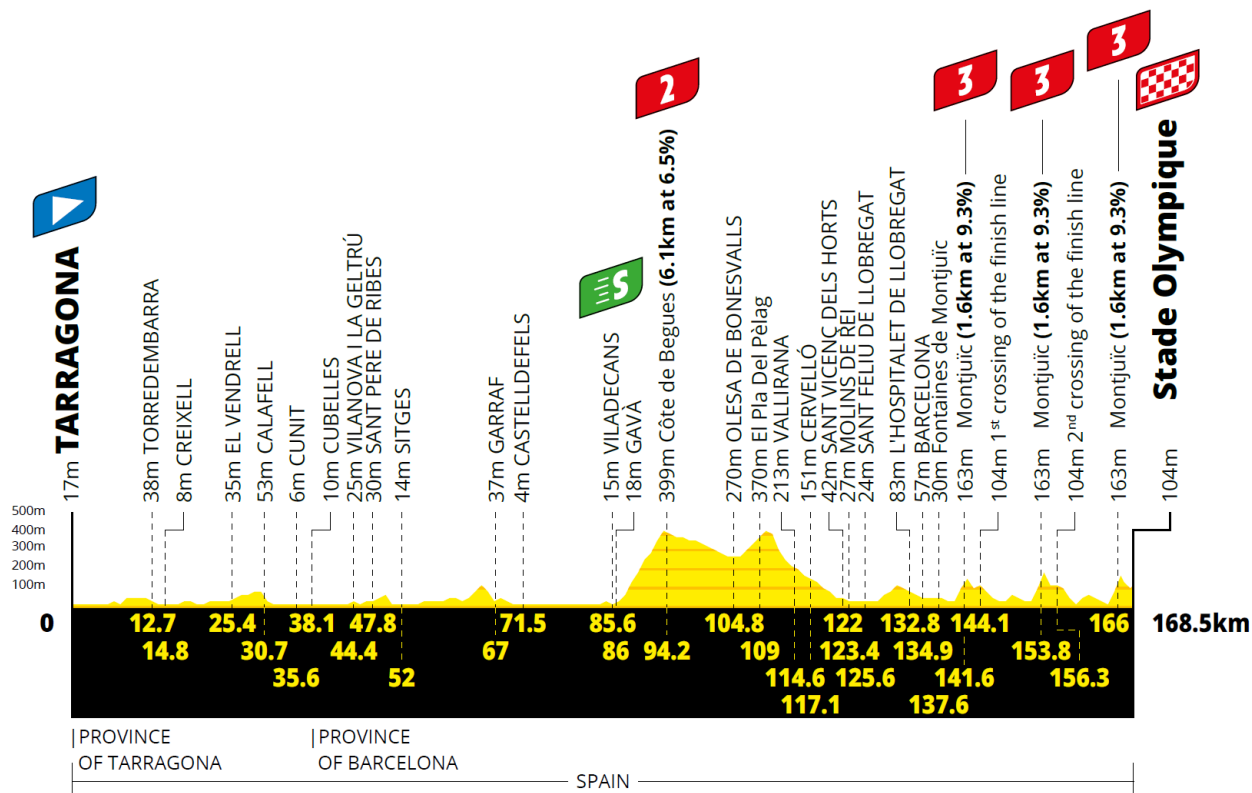 2
3
3
3
S
17m TARRAGONA
38m TORREDEMBARRA
8m CREIXELL
35m EL VENDRELL
53m CALAFELL
6m CUNIT
10m CUBELLES
25m VILANOVA I LA GELTRÚ
30m SANT PERE DE RIBES
14m SITGES
37m GARRAF
4m CASTELLDEFELS
15m VILADECANS
18m GAVÀ
399m Côte de Begues (6.1km at 6.5%)
270m OLESA DE BONESVALLS
370m El Pla Del Pèlag
213m VALLIRANA
151m CERVELLÓ
42m SANT VICENÇ DELS HORTS
27m MOLINS DE REI
24m SANT FELIU DE LLOBREGAT
83m L'HOSPITALET DE LLOBREGAT
57m BARCELONA
30m Fontaines de Montjuïc
163m Montjuïc (1.6km at 9.3%)
104m 1st crossing of the finish line
163m Montjuïc (1.6km at 9.3%)
104m 2nd crossing of the finish line
163m Montjuïc (1.6km at 9.3%)
104m Stade Olympique
500m
400m
300m
200m
100m
0 12.7 25.4 38.1 47.8 71.5 85.6 104.8 122 132.8 144.1 166 168.5km
14.8 30.7 44.4 67 86 94.2 109 123.4 134.9 153.8
35.6 52 114.6 125.6 141.6 156.3
117.1 137.6
PROVINCE
OF TARRAGONA
PROVINCE
OF BARCELONA
SPAIN